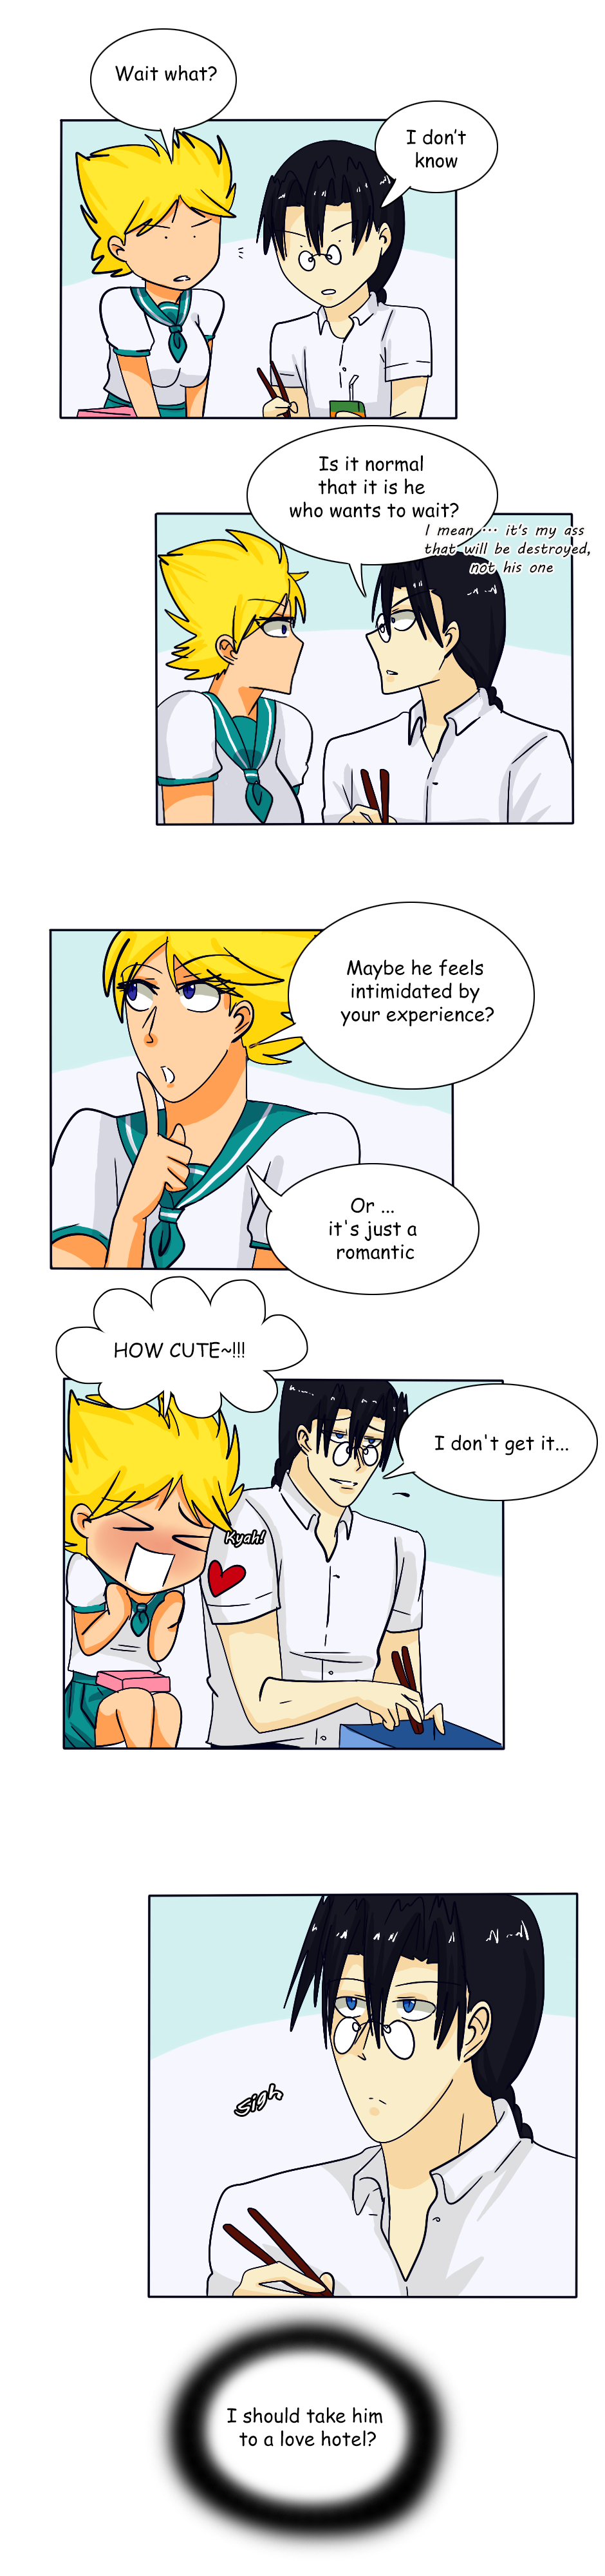 Wait what?
I don't
know
Is it normal
that it is he
who wants to wait?
I mean ... it's my ass
that will be destroyed,
not his one
Maybe he feels
intimidated by
your experience?
Or ...
it's just a
romantic
HOW CUTE~!!!
I don't get it...
Kyah!
Sigh
I should take him
to a love hotel?